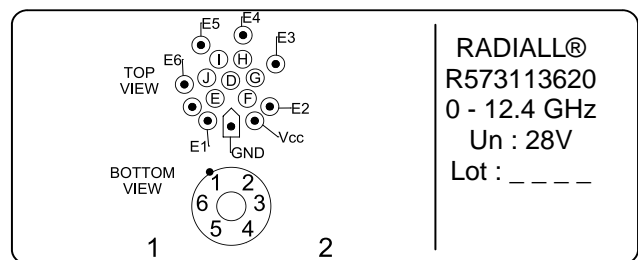 E5
E4
E3
E6
TOP
VIEW
I
H
J
D
G
E
F
E2
E1
Vcc
GND
BOTTOM
VIEW
1
2
6
3
5
4
1
2
RADIALL®
R573113620
0 - 12.4 GHz
Un : 28V
Lot : _ _ _ _